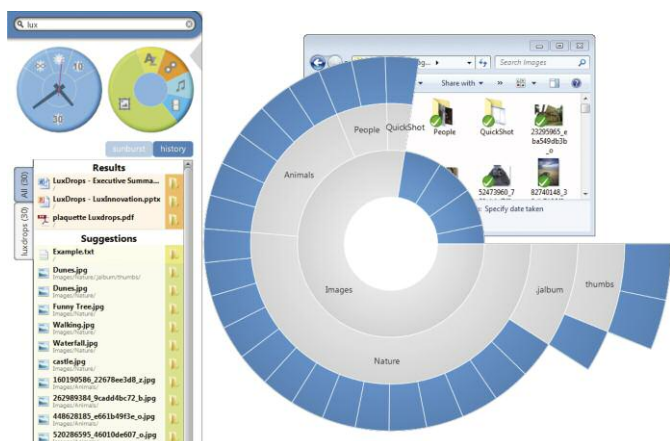 lux
10
30
AZ
sunburst
history
All (30)
luxdrops (30)
Results
LuxDrops - Executive Summa...
/
LuxDrops - LuxInnovation.pptx
/
plaquette Luxdrops.pdf
/
Suggestions
Example.txt
/
Dunes.jpg
Images/Nature/.jalbum/thumbs/
Dunes.jpg
Images/Nature/
Funny Tree.jpg
Images/Nature/
Walking.jpg
Images/Nature/
Waterfall.jpg
Images/Nature/
castle.jpg
Images/Nature/
160190586_22678ee3d8_z.jpg
Images/Animals/
262989384_9cadd4bc72_b.jpg
Images/Animals/
448628185_e661b49f3e_o.jpg
Images/Animals/
520286595_46010de607_o.jpg
Search Images
Share with
People
QuickShot
23295965_e
ba549db3b
_o
52473960_7
82740148_3
Specify date taken
People
QuickShot
Animals
Images
Nature
.jalbum
thumbs